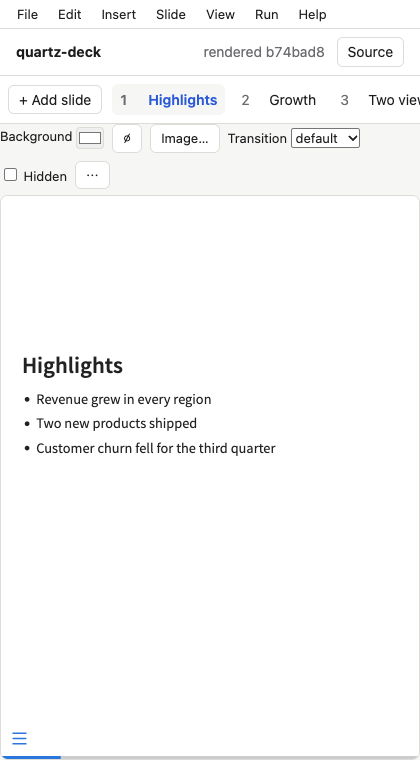 File Edit Insert Slide View Run Help
quartz-deck rendered b74bad8 Source
+ Add slide 1 Highlights 2 Growth 3 Two
Background ∅ Image... Transition default
Hidden ...
Highlights
• Revenue grew in every region
• Two new products shipped
• Customer churn fell for the third quarter